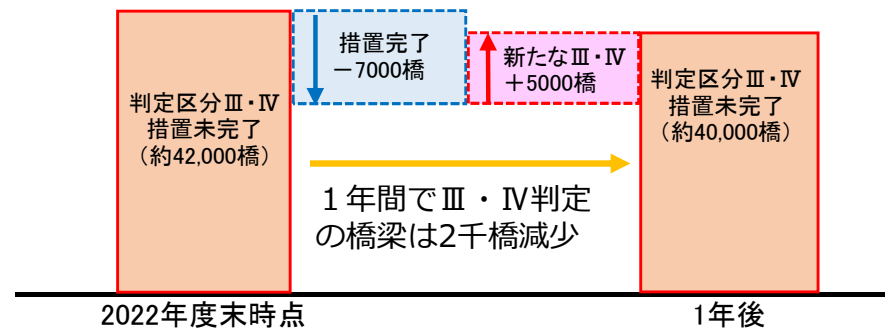 判定区分Ⅲ・Ⅳ
措置未完了
（約42,000橋）
措置完了
－7000橋
新たなⅢ・Ⅳ
＋5000橋
判定区分Ⅲ・Ⅳ
措置未完了
（約40,000橋）
１年間でⅢ・Ⅳ判定
の橋梁は2千橋減少
2022年度末時点
1年後